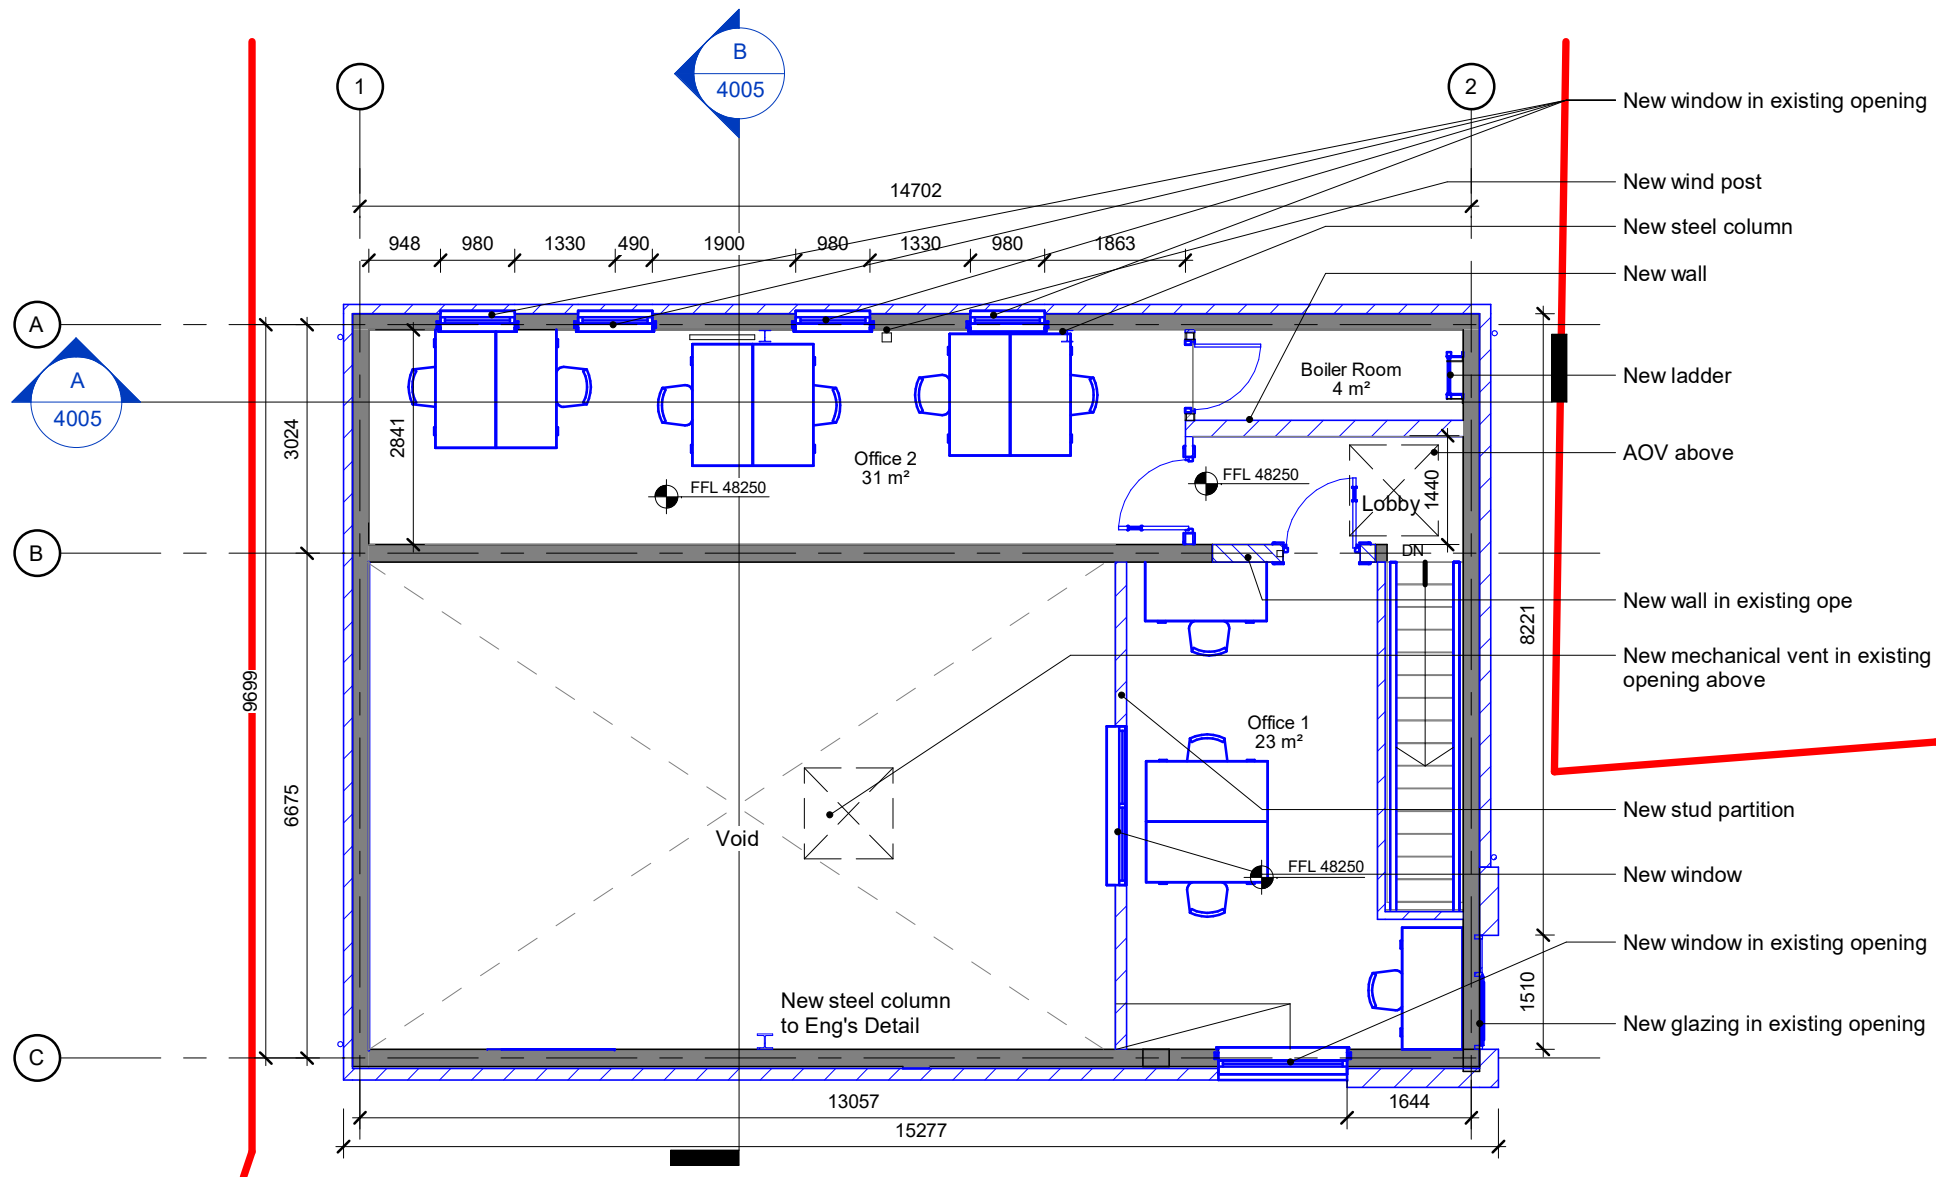 B
4005
1
2
New window in existing opening
14702
New wind post
New steel column
948
980
1330
490
1900
980
1330
980
1863
New wall
A
Boiler Room
4 m²
New ladder
A
4005
3024
2841
Office 2
31 m²
AOV above
FFL 48250
FFL 48250
1440
Lobby
B
DN
New wall in existing ope
8221
New mechanical vent in existing
opening above
9699
Office 1
23 m²
6675
New stud partition
Void
FFL 48250
New window
New window in existing opening
New steel column
to Eng's Detail
1510
New glazing in existing opening
C
13057
1644
15277